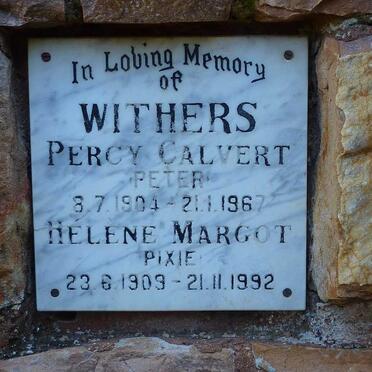 In Loving Memory
of
WITHERS
PERCY CALVERT
(PETER)
3.7.1904 - 21.1.1967
HELENE MARGOT
PIXIE
23.6.1909 - 21.11.1992